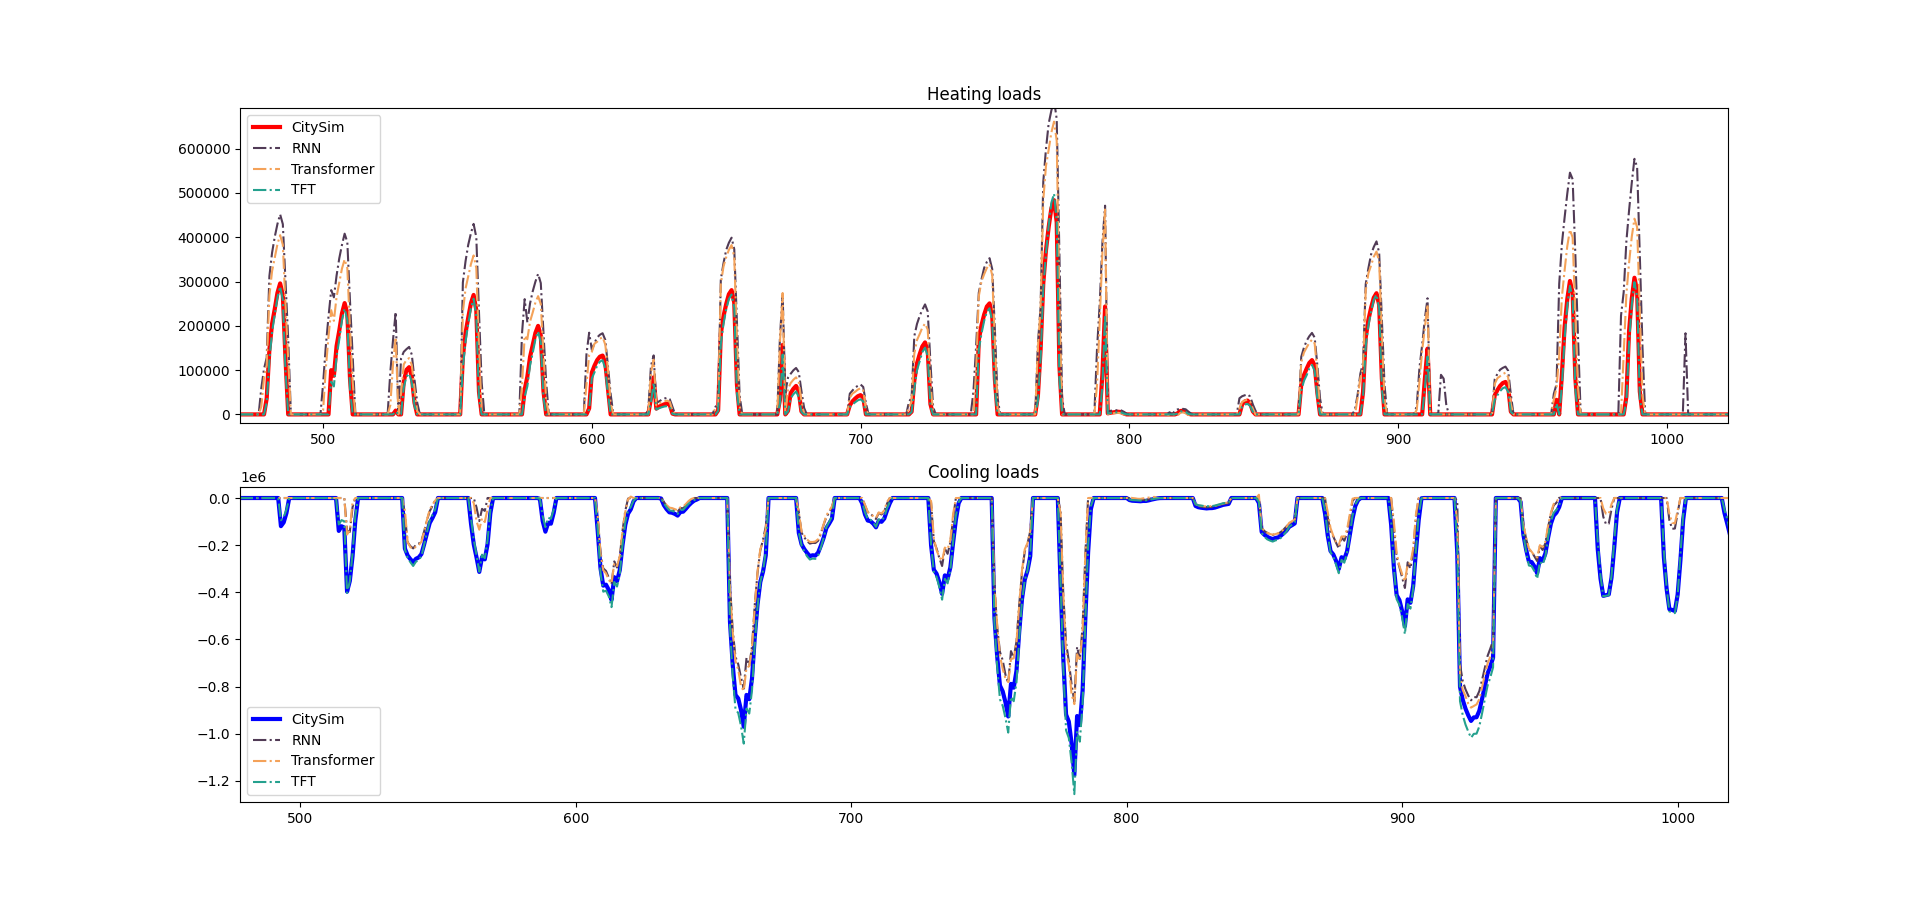 Heating loads
CitySim
RNN
Transformer
TFT
600000
500000
400000
300000
200000
100000
0
500 600 700 800 900 1000
Cooling loads
1e6
0.0
−0.2
−0.4
−0.6
−0.8
−1.0
−1.2
CitySim
RNN
Transformer
TFT
500 600 700 800 900 1000